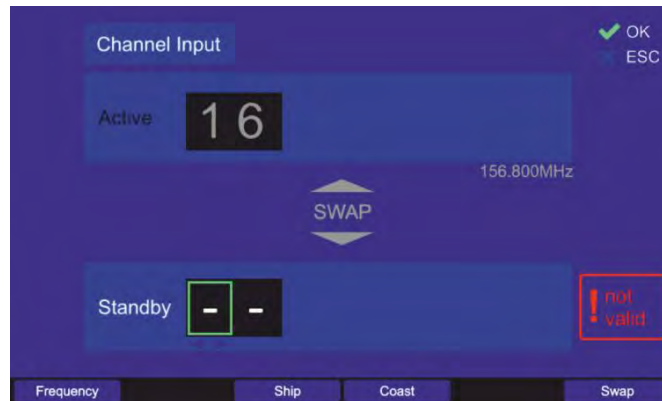 Channel Input
OK
ESC
Active
16
156.800MHz
SWAP
Standby
--
! not valid
Frequency
Ship
Coast
Swap